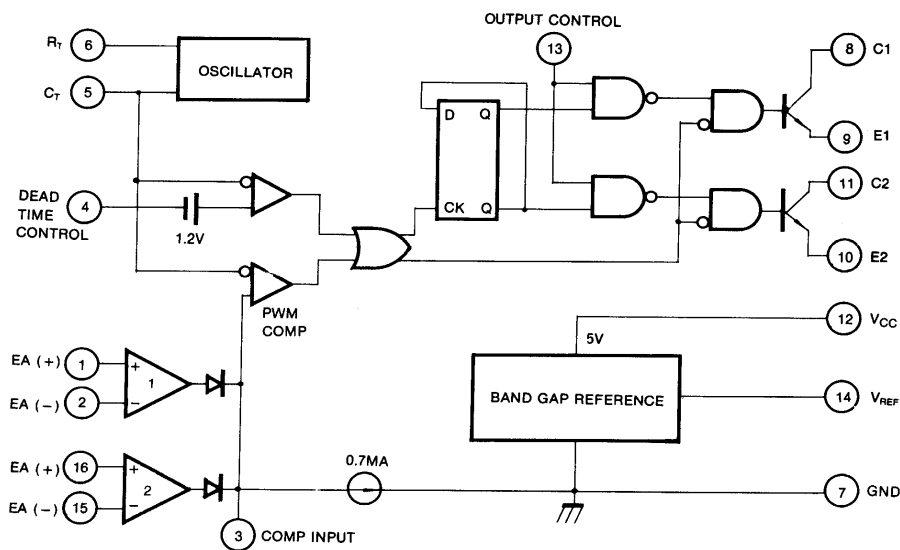 OUTPUT CONTROL
13
RT 6
OSCILLATOR
CT 5
8 C1
D Q
9 E1
DEAD TIME CONTROL 4
1.2V
CK Q
11 C2
10 E2
PWM COMP
12 VCC
5V
EA (+) 1
+
1
EA (-) 2
−
BAND GAP REFERENCE
14 VREF
EA (+) 16
+
2
EA (-) 15
−
0.7MA
7 GND
3 COMP INPUT